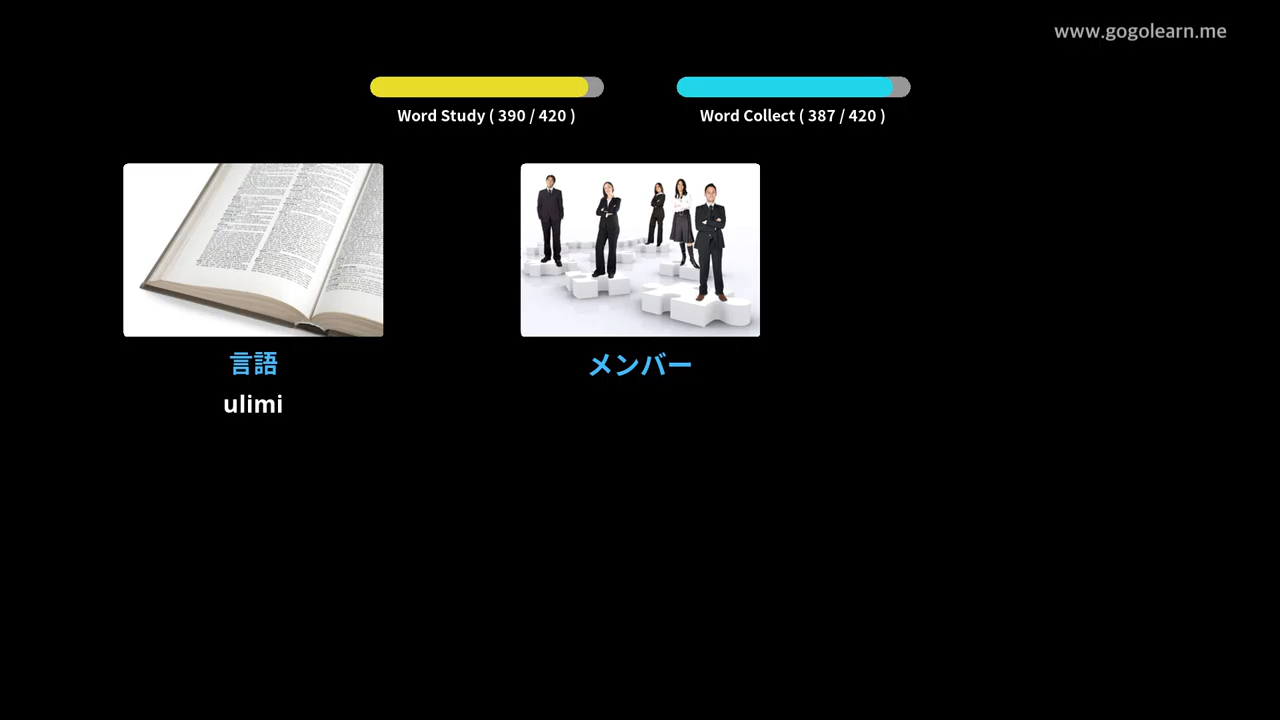 www.gogolearn.me
Word Study ( 390 / 420 )
Word Collect ( 387 / 420 )
言語
メンバー
ulimi